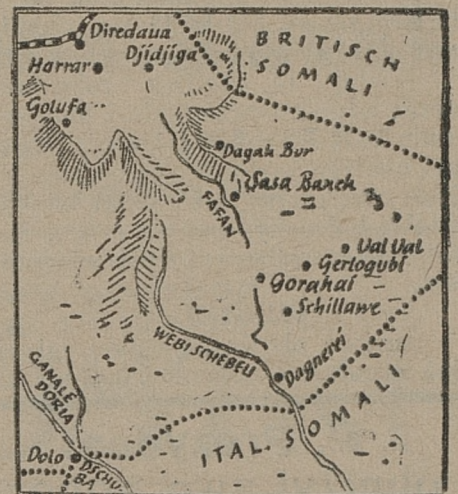 Diredaua
BRITISCH
SOMALI
Harrar
Djidjiga
Golufa
Dagah Bur
Sasa Baneh
FAFAN
Ual Ual
Gerlogubi
Gorahai
Schillawe
WEBI SCHEBELI
Dagnerei
GANALE
DORIA
ITAL. SOMALI
Dolo
DSCHU-
BA